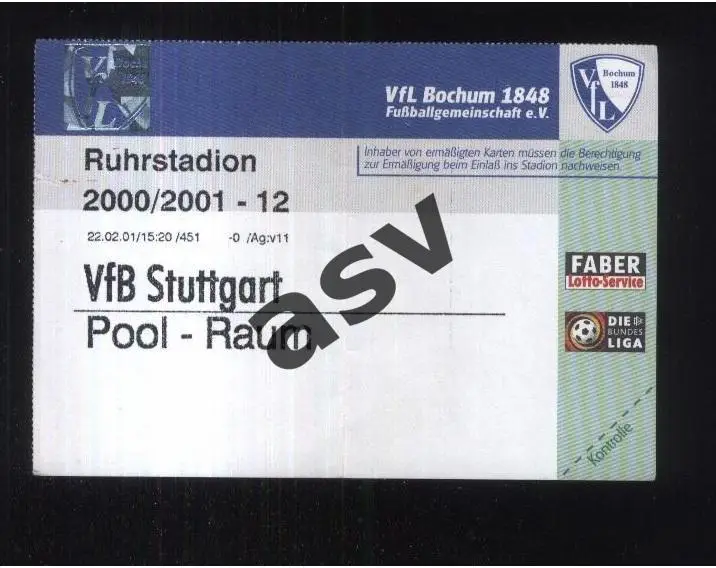 VfL Bochum 1848
Fußballgemeinschaft e.V.
Bochum
1848
VfL
Ruhrstadion
2000/2001 - 12
Inhaber von ermäßigten Karten müssen die Berechtigung
zur Ermäßigung beim Einlaß ins Stadion nachweisen
22.02.01/15:20 /451 -0 /Ag:v11
VfB Stuttgart
Pool - Raum
asv
FABER
Lotto-Service
DIE
BUNDES
LIGA
Kontrolle